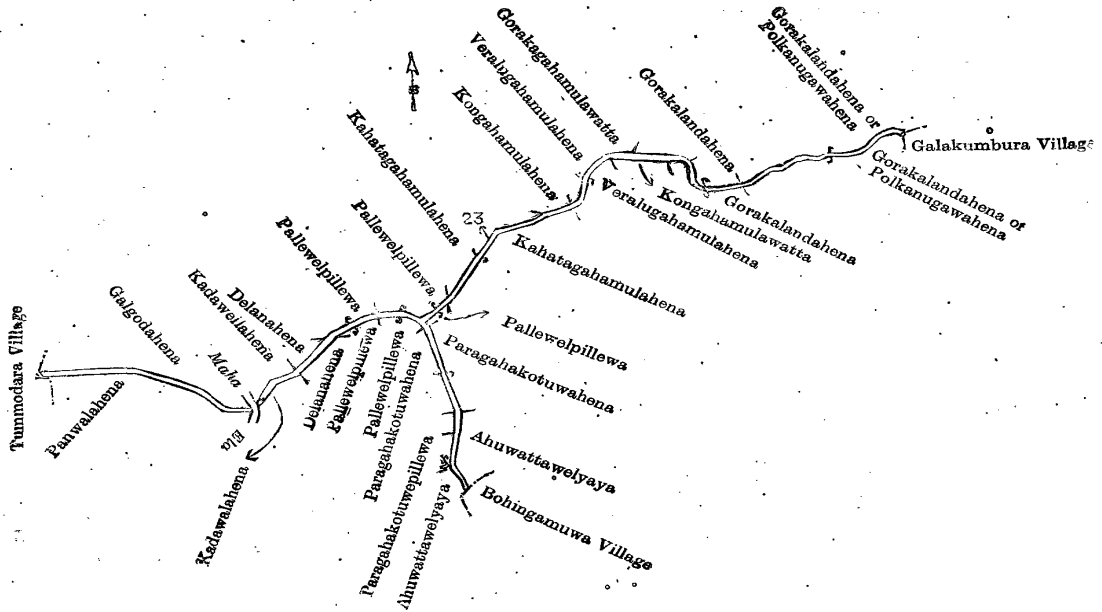 Gorakalandahena or
Polkanugawahena
Gorakagahamulawatta
Veralugahamulahena
Kongahamulahena
Gorakalandahena
Kahatagahamulahena
Galakumbura Village
Gorakalandahena or
Polkanugawahena
Gorakalandahena
Kongahamulawatta
Veralugahamulahena
23
Kahatagahamulahena
Pallewelpillewa
Pallewelpillewa
Delanahena
Kadaweilahena
Maha
Galgodahena
Tummodara Village
Panwalahena
Ela
Kadawalahena
Delanahena
Pallewelpillewa
Pallewelpillewa
Paragahakotuwahena
Pallewelpillewa
Paragahakotuwahena
Paragahakotuwepillewa
Ahuwattawelyaya
Ahuwattawelyaya
Bohingamuwa Village